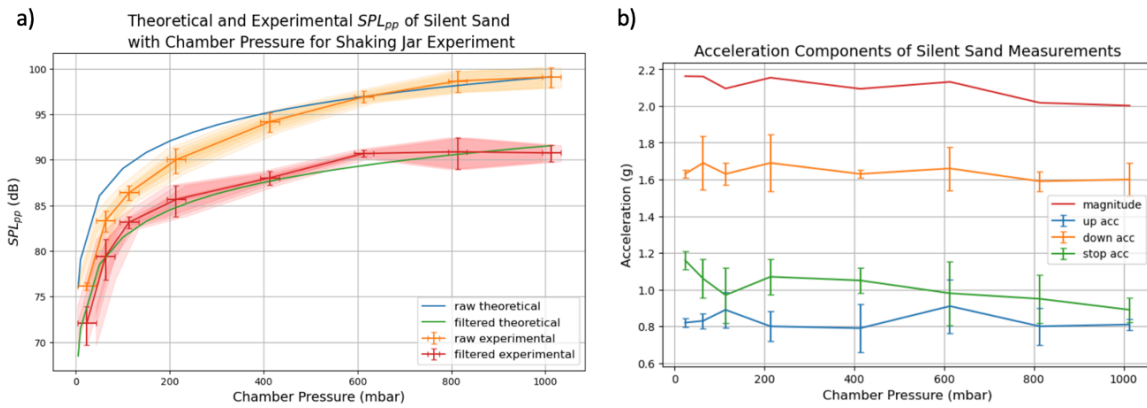 a)
Theoretical and Experimental SPLpp of Silent Sand
with Chamber Pressure for Shaking Jar Experiment
100
95
90
85
80
75
70
SPLpp (dB)
0
200
400
600
800
1000
Chamber Pressure (mbar)
raw theoretical
filtered theoretical
raw experimental
filtered experimental
b)
Acceleration Components of Silent Sand Measurements
2.2
2.0
1.8
1.6
1.4
1.2
1.0
0.8
0.6
Acceleration (g)
0
200
400
600
800
1000
Chamber Pressure (mbar)
magnitude
up acc
down acc
stop acc